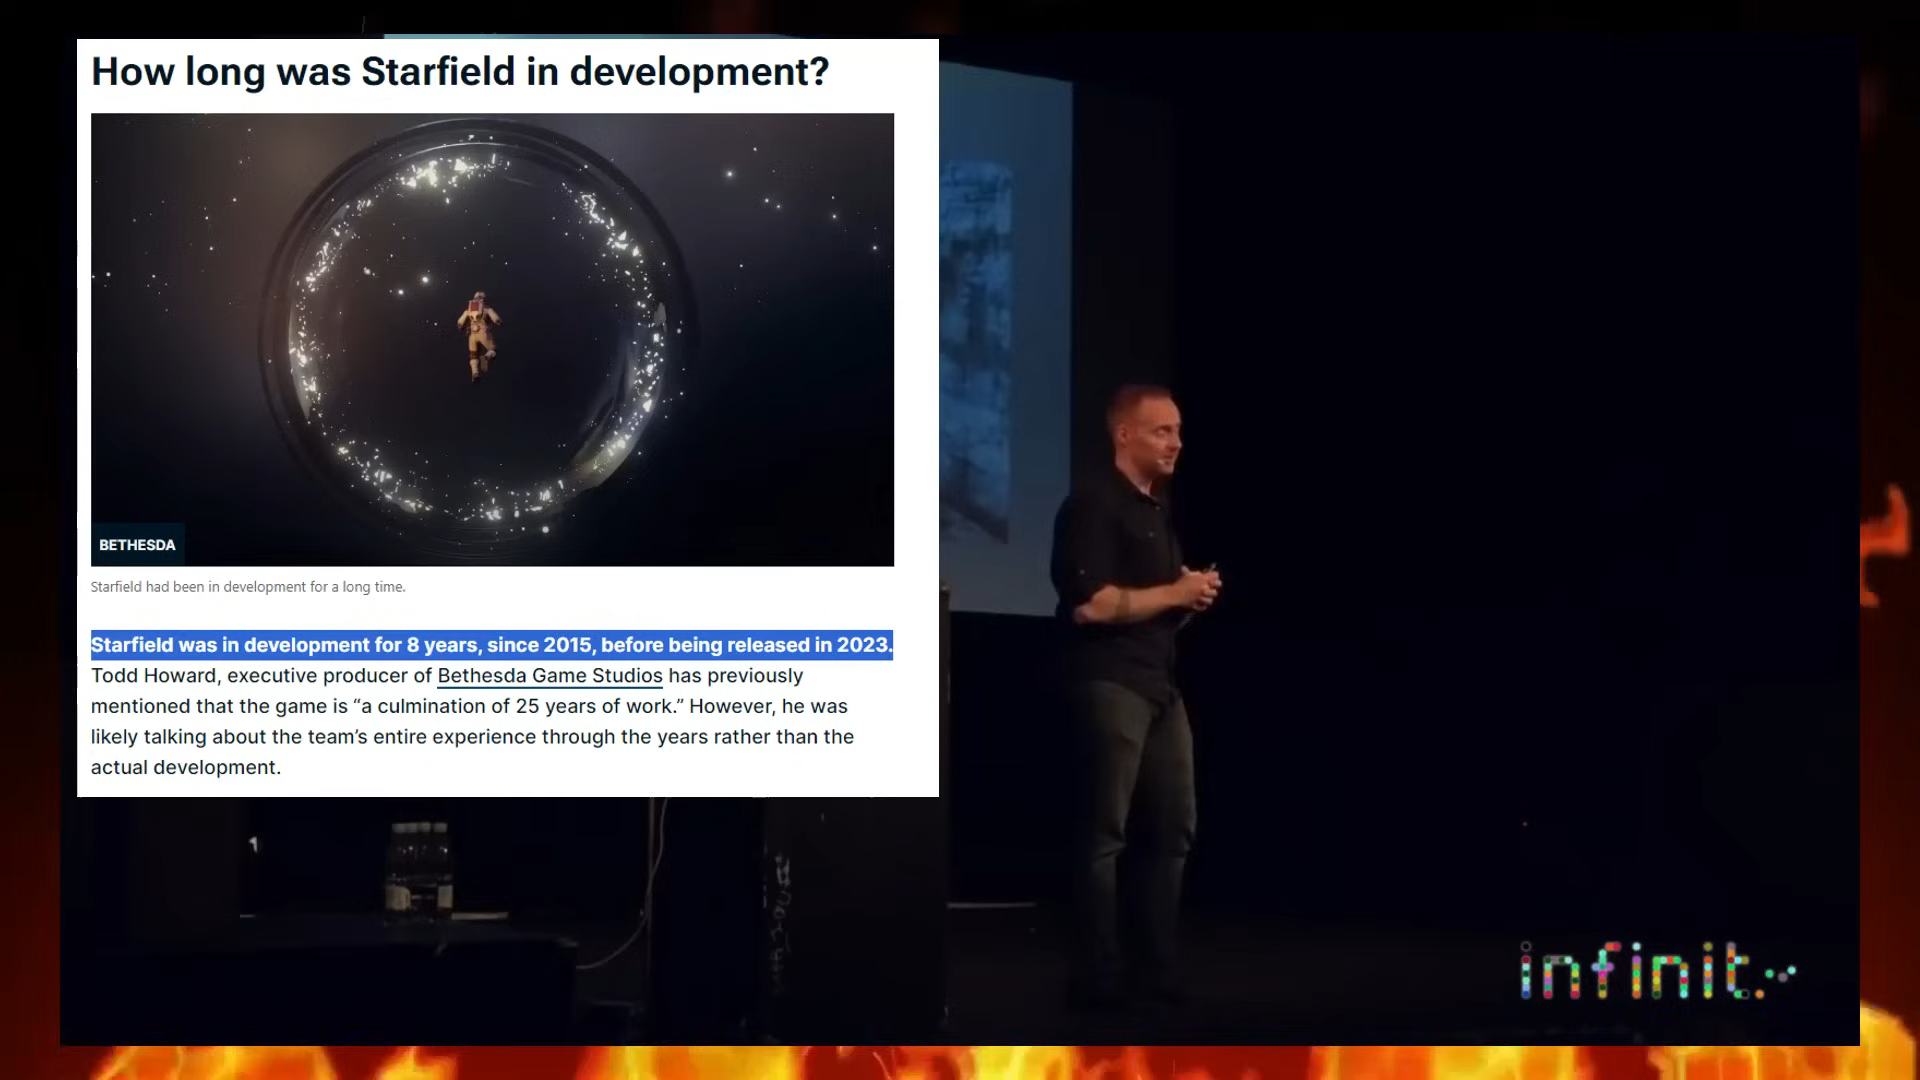 How long was Starfield in development?
BETHESDA
Starfield had been in development for a long time.
Starfield was in development for 8 years, since 2015, before being released in 2023.
Todd Howard, executive producer of Bethesda Game Studios has previously
mentioned that the game is “a culmination of 25 years of work.” However, he was
likely talking about the team’s entire experience through the years rather than the
actual development.
infinit